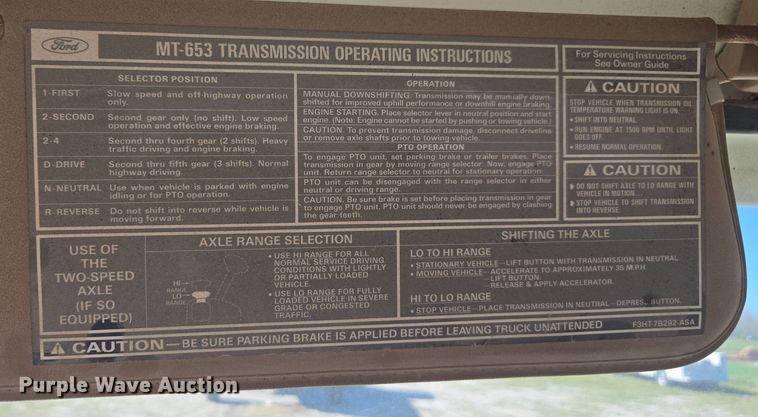 Ford
MT-653 TRANSMISSION OPERATING INSTRUCTIONS
For Servicing Instructions
See Owner Guide
SELECTOR POSITION
1-FIRST Slow speed and off-highway operation
only.
2-SECOND Second gear only (no shift). Low speed
operation and effective engine braking.
2-4 Second thru fourth gear (2 shifts). Heavy
traffic driving and engine braking.
D-DRIVE Second thru fifth gear (3 shifts). Normal
highway driving.
N-NEUTRAL Use when vehicle is parked with engine
idling or for PTO operation.
R-REVERSE Do not shift into reverse while vehicle is
moving forward.
OPERATION
MANUAL DOWNSHIFTING. Transmission may be manually down-
shifted for improved uphill performance or downhill engine braking.
ENGINE STARTING. Place selector lever in neutral position and start
engine. (Note: Engine cannot be started by pushing or towing vehicle.)
CAUTION. To prevent transmission damage, disconnect driveline
or remove axle shafts prior to towing vehicle.
PTO OPERATION
To engage PTO unit, set parking brake or trailer brakes. Place
transmission in gear by moving range selector. Now, engage PTO
unit. Return range selector to neutral for stationary operation.
PTO unit can be disengaged with the range selector in either
neutral or driving range.
CAUTION. Be sure brake is set before placing transmission in gear
to engage PTO unit. PTO unit should never be engaged by clashing
the gear teeth.
CAUTION
STOP VEHICLE WHEN TRANSMISSION OIL
TEMPERATURE WARNING LIGHT IS ON.
• SHIFT INTO NEUTRAL.
• RUN ENGINE AT 1500 RPM UNTIL LIGHT
GOES OFF.
• RESUME NORMAL OPERATION.
CAUTION
DO NOT SHIFT AXLE TO LO RANGE WITH
VEHICLE IN MOTION...
STOP VEHICLE TO SHIFT TRANSMISSION
INTO REVERSE.
USE OF
THE
TWO-SPEED
AXLE
(IF SO
EQUIPPED)
AXLE RANGE SELECTION
HI
RANGE
LO
RANGE
• USE HI RANGE FOR ALL
NORMAL SERVICE DRIVING
CONDITIONS WITH LIGHTLY
OR PARTIALLY LOADED
VEHICLE.
• USE LO RANGE FOR FULLY
LOADED VEHICLE IN SEVERE
GRADE OR CONGESTED
TRAFFIC.
SHIFTING THE AXLE
LO TO HI RANGE
• STATIONARY VEHICLE—LIFT BUTTON WITH TRANSMISSION IN NEUTRAL
• MOVING VEHICLE—ACCELERATE TO APPROXIMATELY 35 M.P.H.
—LIFT BUTTON.
—RELEASE & APPLY ACCELERATOR.
HI TO LO RANGE
• STOP VEHICLE—PLACE TRANSMISSION IN NEUTRAL—DEPRESS BUTTON.
CAUTION—BE SURE PARKING BRAKE IS APPLIED BEFORE LEAVING TRUCK UNATTENDED
F3HT-7B292-ASA
Purple Wave Auction